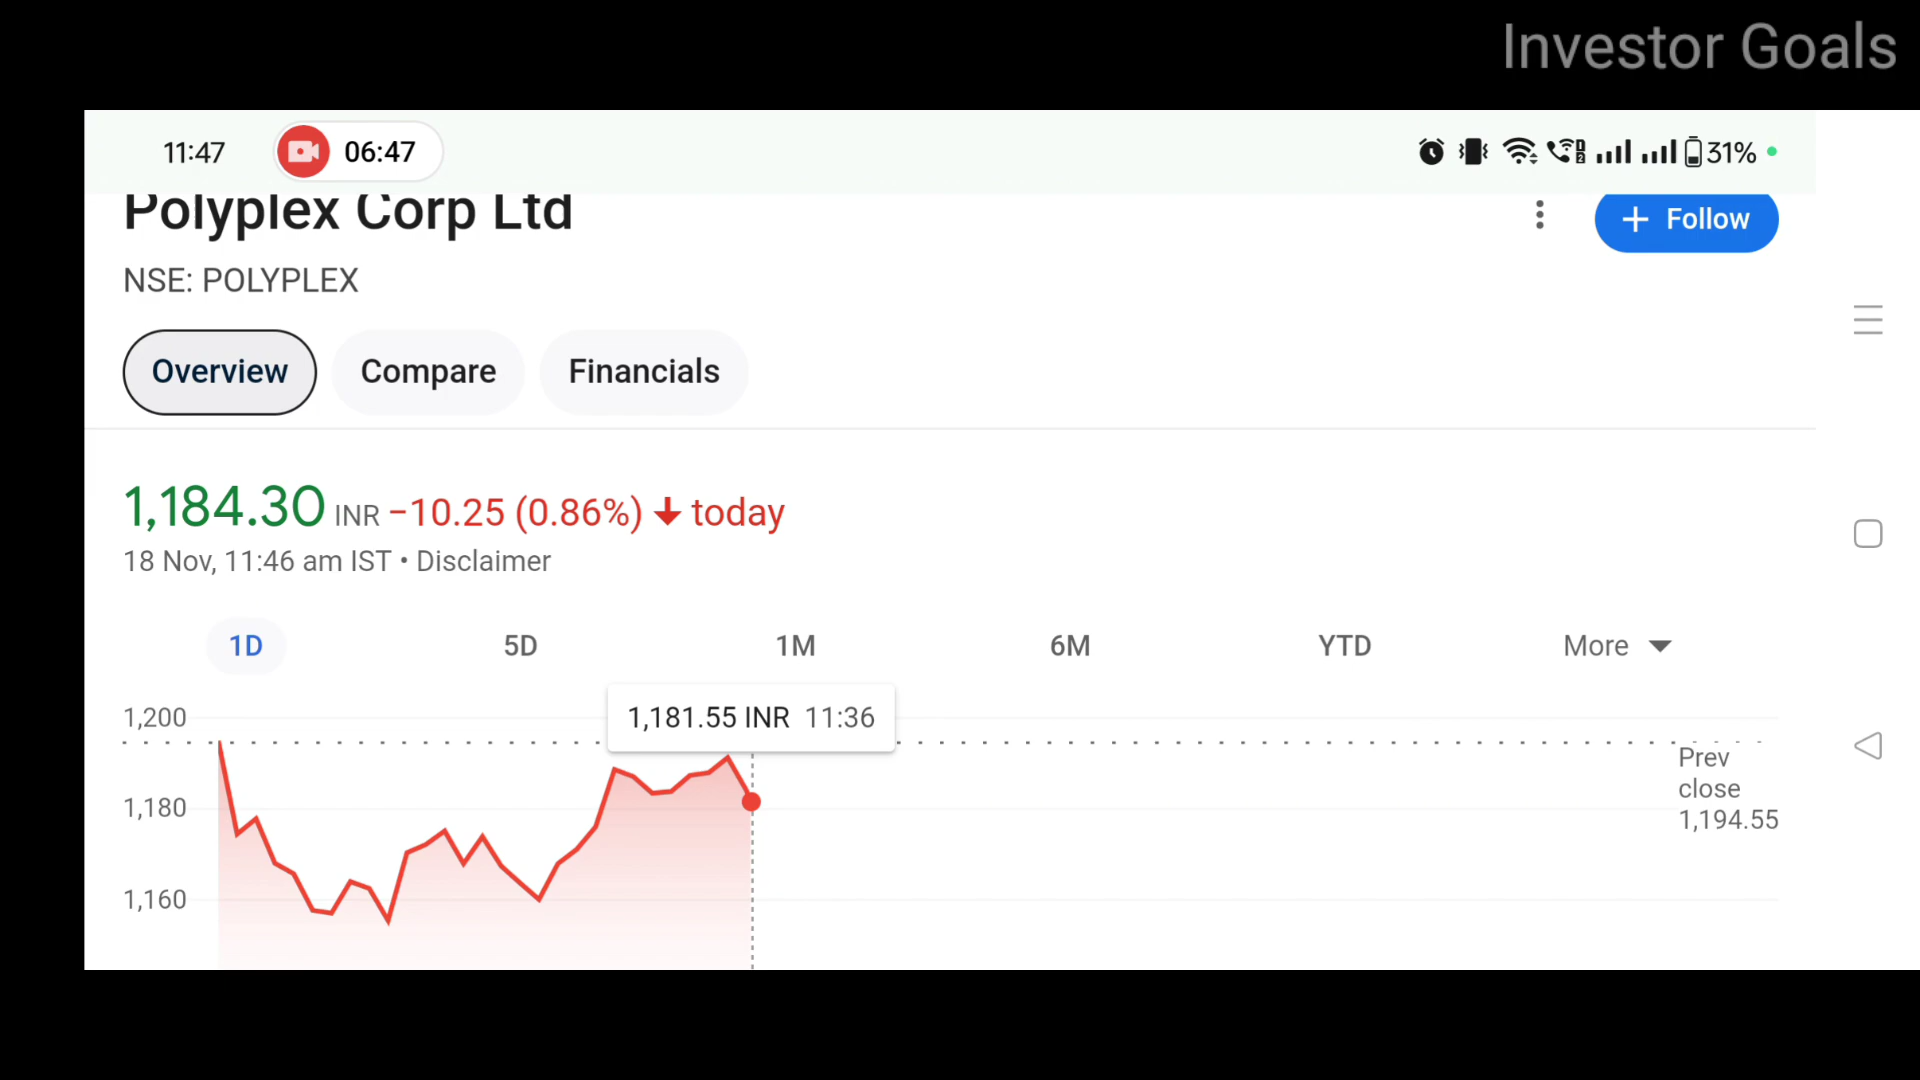 Investor Goals
11:47 06:47 31%
Polyplex Corp Ltd
+ Follow
NSE: POLYPLEX
Overview Compare Financials
1,184.30 INR −10.25 (0.86%) ↓ today
18 Nov, 11:46 am IST • Disclaimer
1D 5D 1M 6M YTD More
1,181.55 INR 11:36
1,200
1,180
1,160
Prev
close
1,194.55